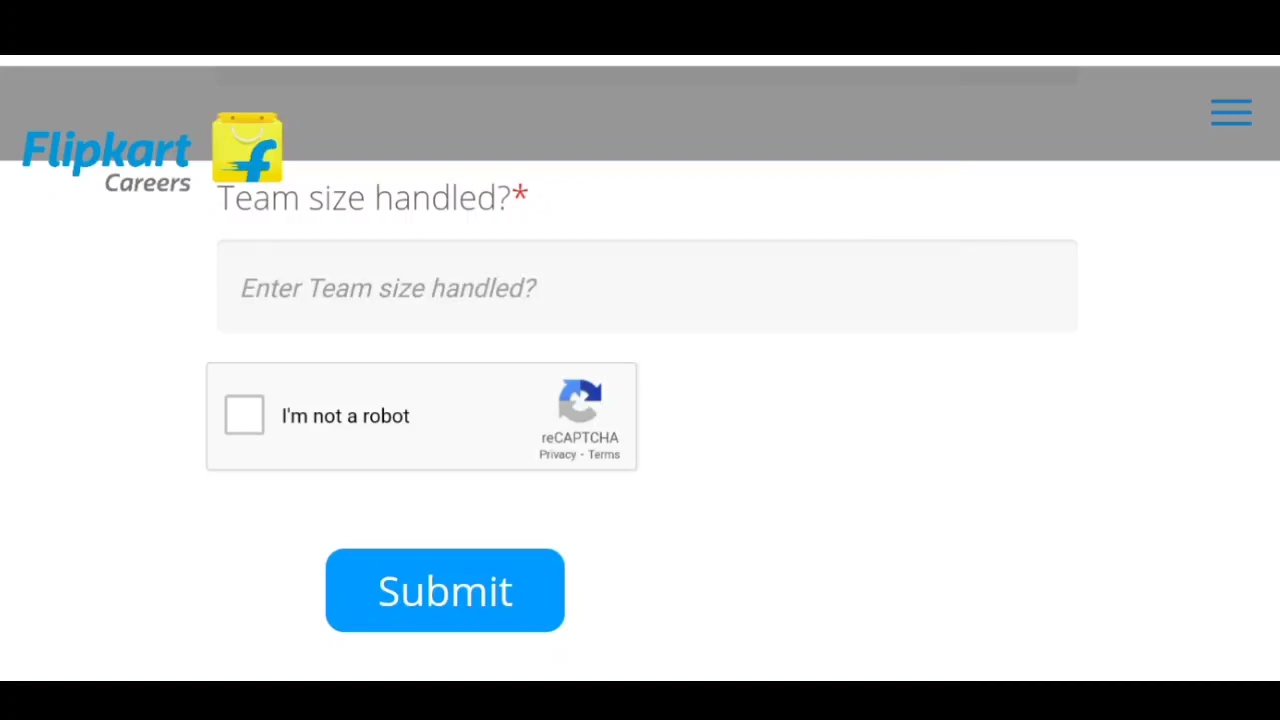 Flipkart
Careers
Team size handled?*
Enter Team size handled?
I'm not a robot
reCAPTCHA
Privacy - Terms
Submit